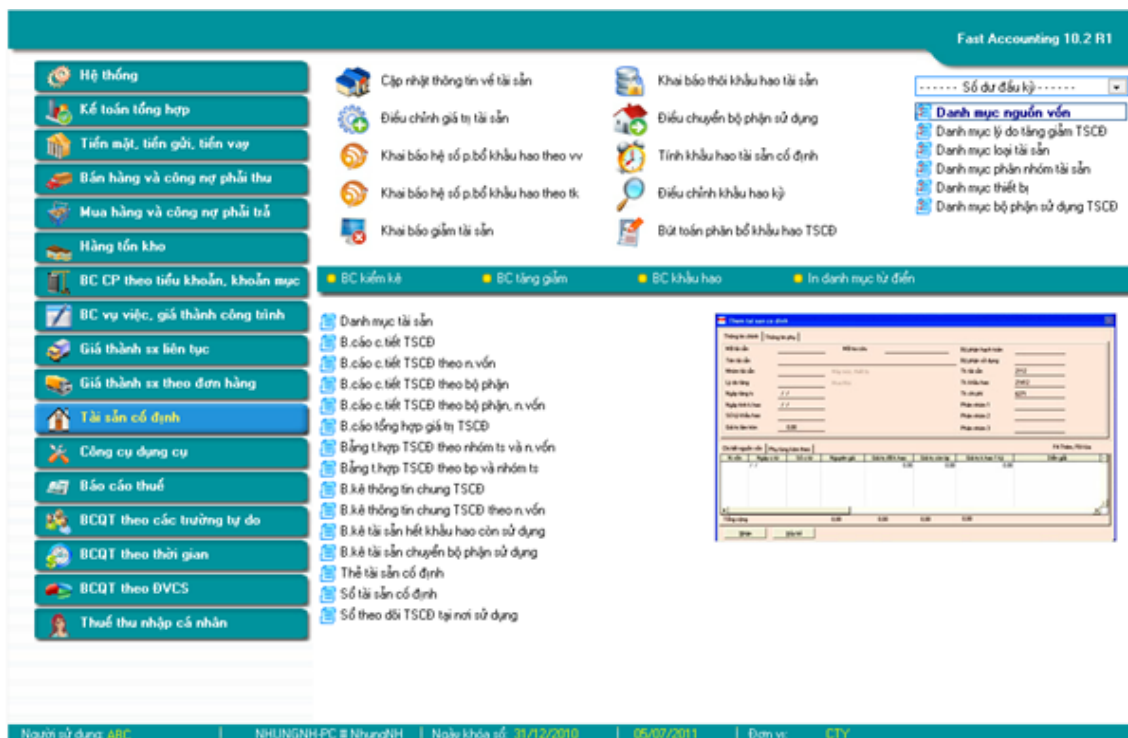 Fast Accounting 10.2 R1
Hệ thống
Kế toán tổng hợp
Tiền mặt, tiền gửi, tiền vay
Bán hàng và công nợ phải thu
Mua hàng và công nợ phải trả
Hàng tồn kho
BC CP theo tiểu khoản, khoản mục
BC vụ việc, giá thành công trình
Giá thành sx liên tục
Giá thành sx theo đơn hàng
Tài sản cố định
Công cụ dụng cụ
Báo cáo thuế
BCQT theo các trường tự do
BCQT theo thời gian
BCQT theo ĐVCS
Thuế thu nhập cá nhân
Cập nhật thông tin về tài sản
Điều chỉnh giá trị tài sản
Khai báo hệ số p.bổ khấu hao theo vv
Khai báo hệ số p.bổ khấu hao theo tk
Khai báo giảm tài sản
Khai báo thôi khấu hao tài sản
Điều chuyển bộ phận sử dụng
Tính khấu hao tài sản cố định
Điều chỉnh khấu hao kỳ
Bút toán phân bổ khấu hao TSCĐ
------ Số dư đầu kỳ------
Danh mục nguồn vốn
Danh mục lý do tăng giảm TSCĐ
Danh mục loại tài sản
Danh mục phân nhóm tài sản
Danh mục thiết bị
Danh mục bộ phận sử dụng TSCĐ
BC kiểm kê
BC tăng giảm
BC khấu hao
In danh mục từ điển
Danh mục tài sản
B.cáo c.tiết TSCĐ
B.cáo c.tiết TSCĐ theo n.vốn
B.cáo c.tiết TSCĐ theo bộ phận
B.cáo c.tiết TSCĐ theo bộ phận, n.vốn
B.cáo tổng hợp giá trị TSCĐ
Bảng t.hợp TSCĐ theo nhóm ts và n.vốn
Bảng t.hợp TSCĐ theo bp và nhóm ts
B.kê thông tin chung TSCĐ
B.kê thông tin chung TSCĐ theo n.vốn
B.kê tài sản hết khấu hao còn sử dụng
B.kê tài sản chuyển bộ phận sử dụng
Thẻ tài sản cố định
Sổ tài sản cố định
Sổ theo dõi TSCĐ tại nơi sử dụng
Người sử dụng: ABC
NHUNGNH-PC # NhungNH
Ngày khóa sổ: 31/12/2010
05/07/2011
Đơn vị: CTY